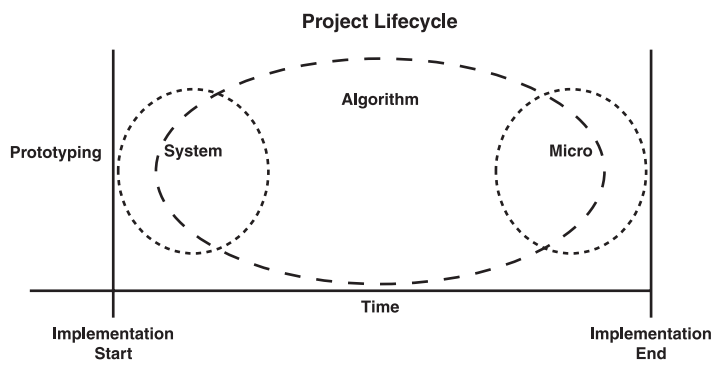 Project Lifecycle
Algorithm
Prototyping
System
Micro
Time
Implementation
Start
Implementation
End